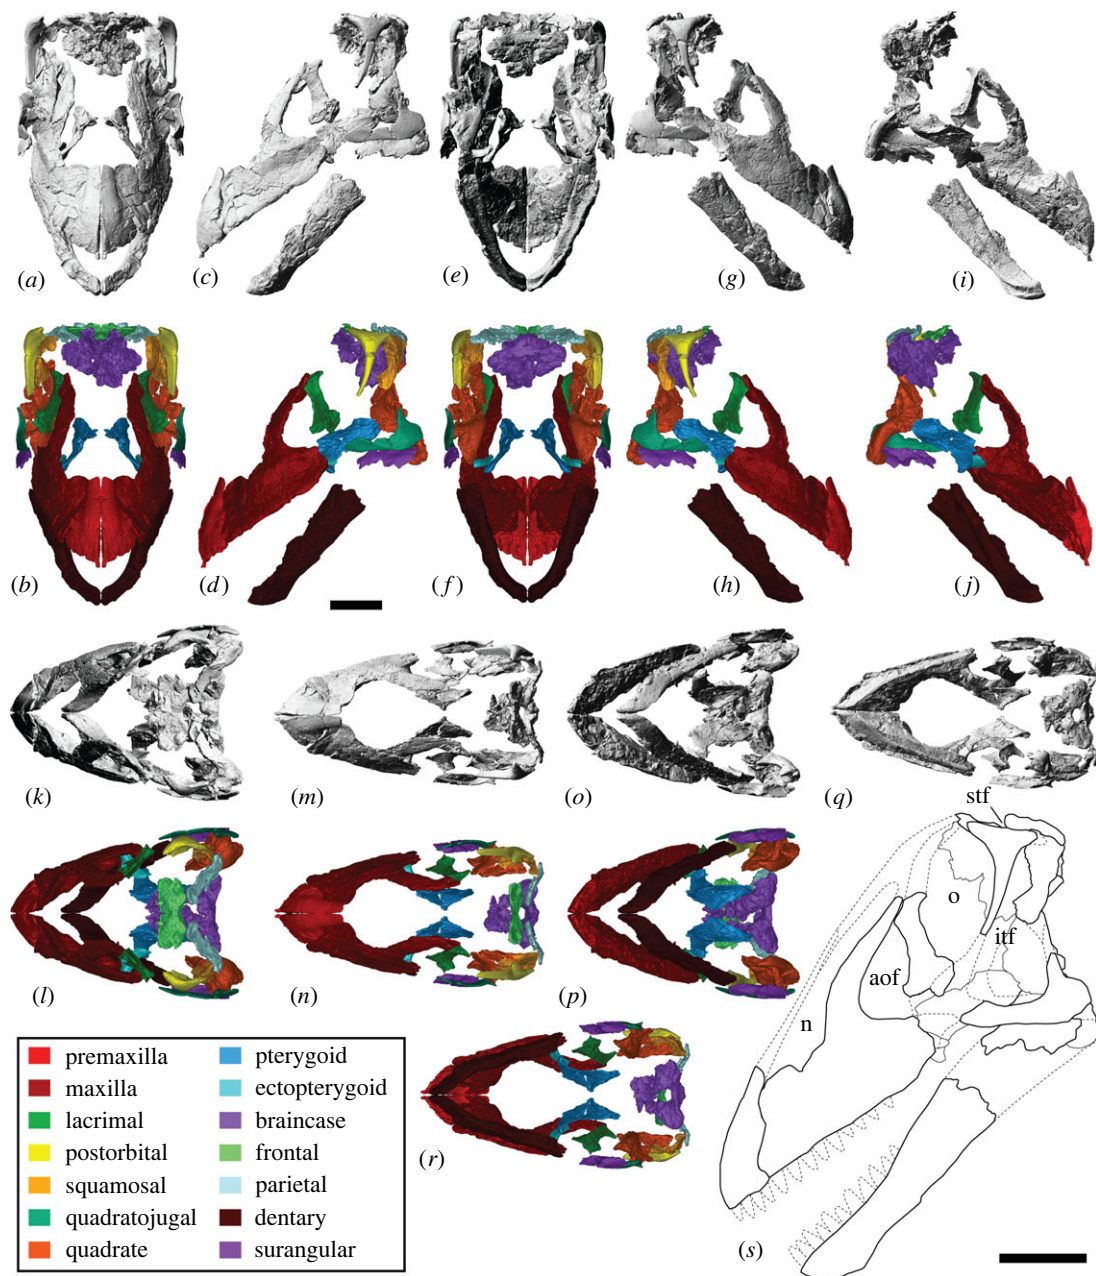 (a) (c) (e) (g) (i)
(b) (d) (f) (h) (j)
(k) (m) (o) (q)
stf
o
itf
aof
n
(l) (n) (p)
(r)
(s)
premaxilla
maxilla
lacrimal
postorbital
squamosal
quadratojugal
quadrate
pterygoid
ectopterygoid
braincase
frontal
parietal
dentary
surangular